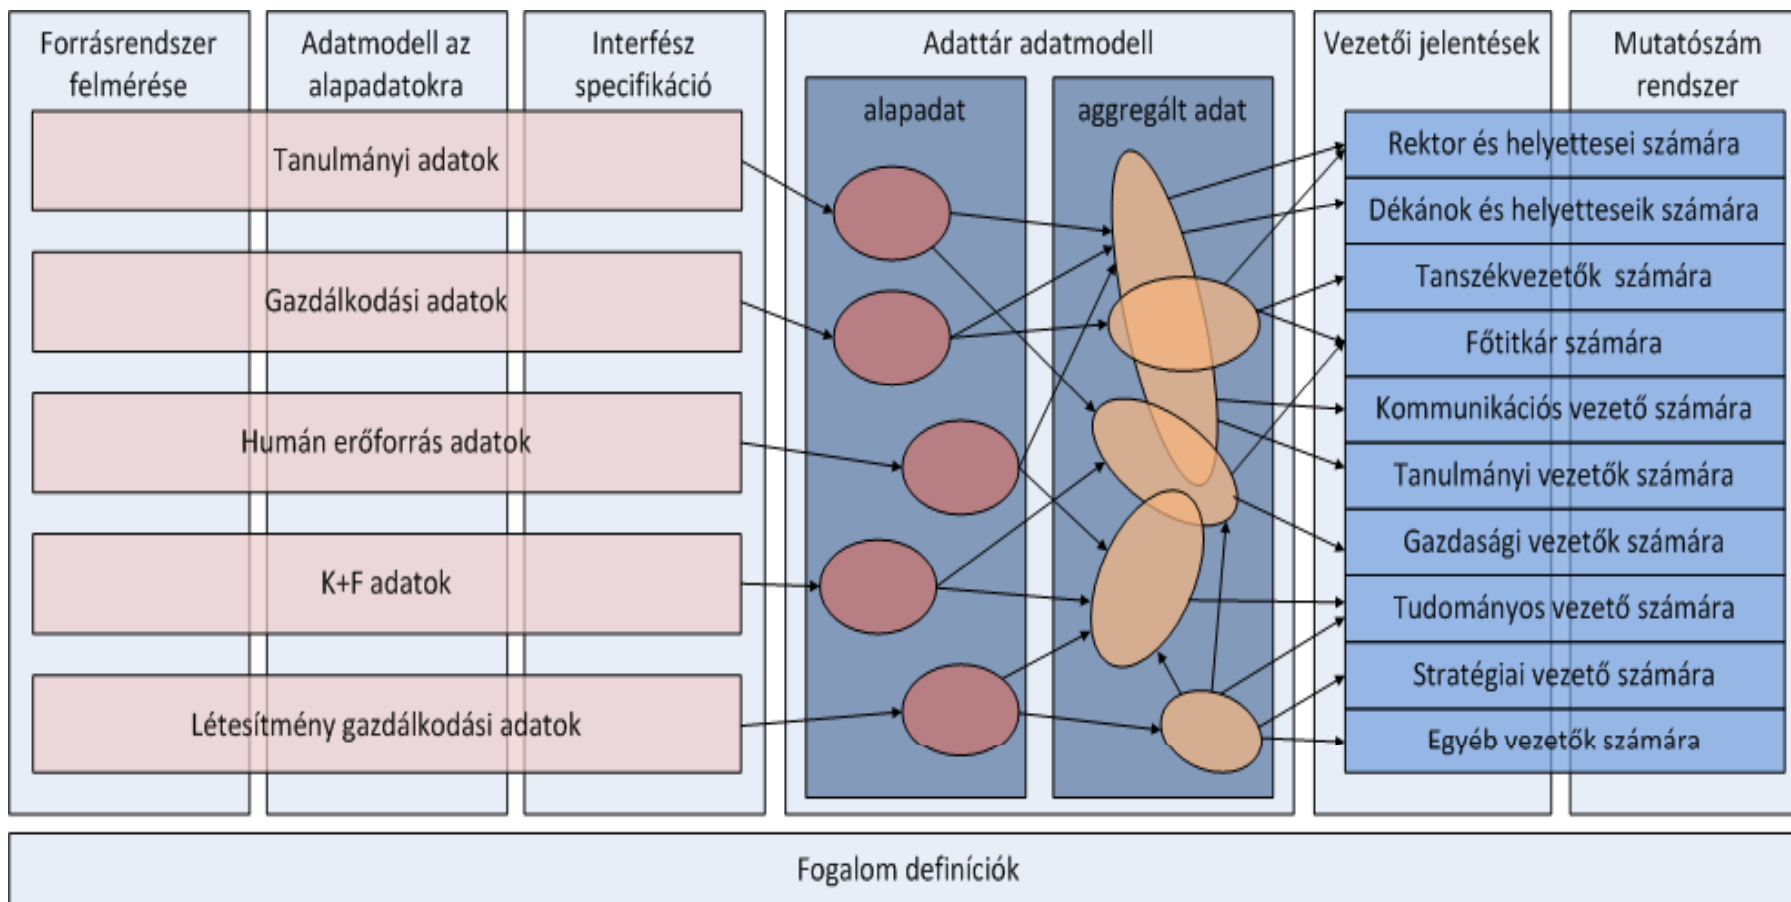 Forrásrendszer
felmérése
Adatmodell az
alapadatokra
Interfész
specifikáció
Adattár adatmodell
Vezetői jelentések
Mutatószám
rendszer
alapadat
aggregált adat
Tanulmányi adatok
Gazdálkodási adatok
Humán erőforrás adatok
K+F adatok
Létesítmény gazdálkodási adatok
Rektor és helyettesei számára
Dékánok és helyetteseik számára
Tanszékvezetők számára
Főtitkár számára
Kommunikációs vezető számára
Tanulmányi vezetők számára
Gazdasági vezetők számára
Tudományos vezető számára
Stratégiai vezető számára
Egyéb vezetők számára
Fogalom definíciók